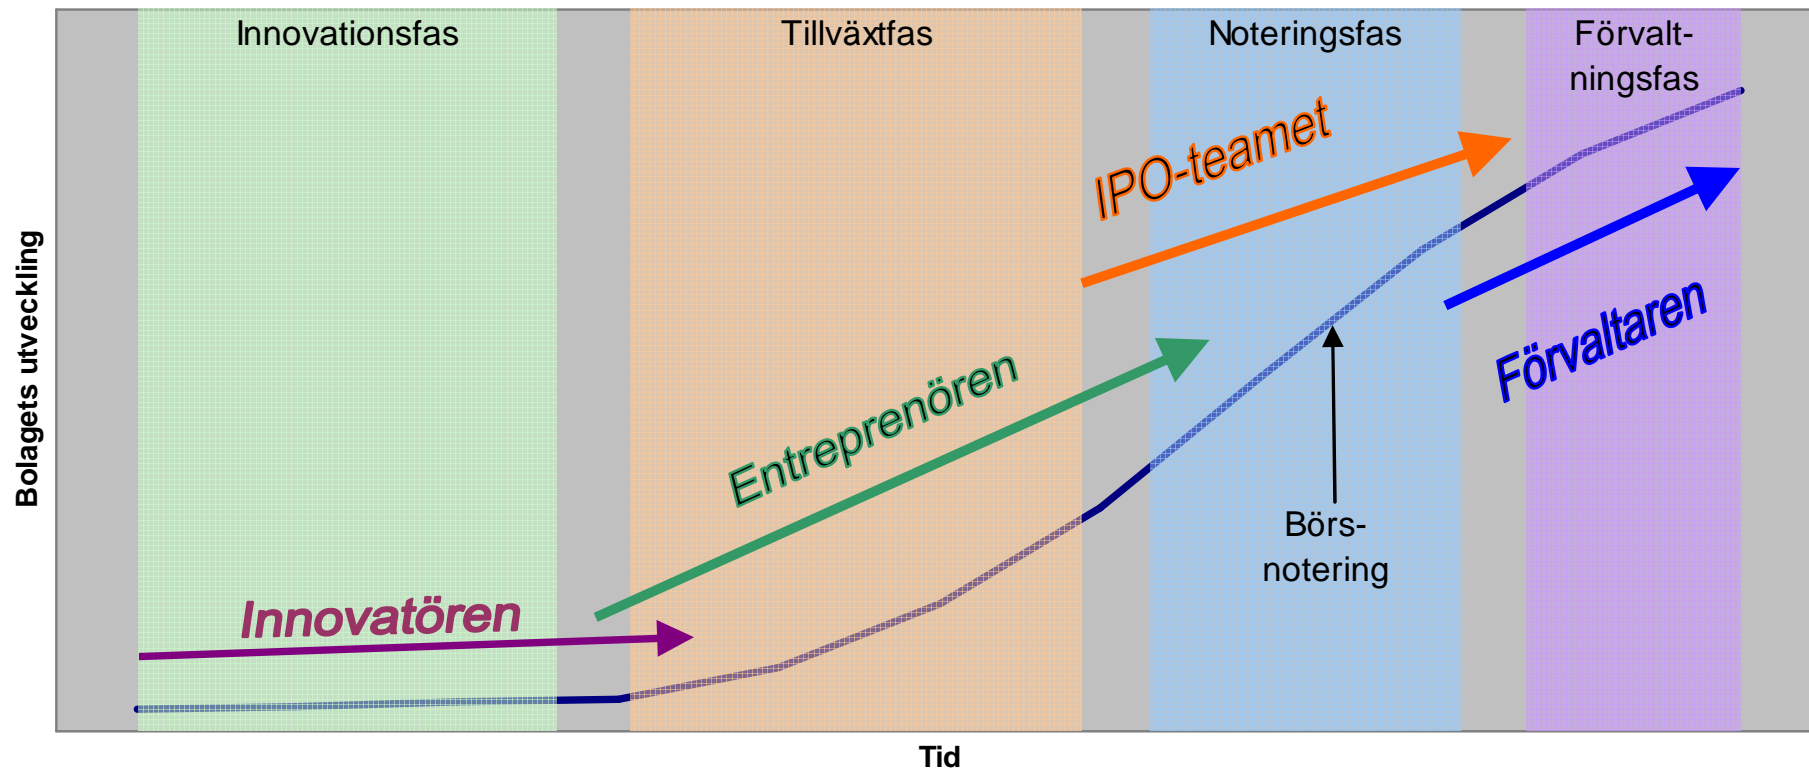 Innovationsfas
Tillväxtfas
Noteringsfas
Förvalt-
ningsfas
IPO-teamet
Entreprenören
Förvaltaren
Innovatören
Börs-
notering
Bolagets utveckling
Tid